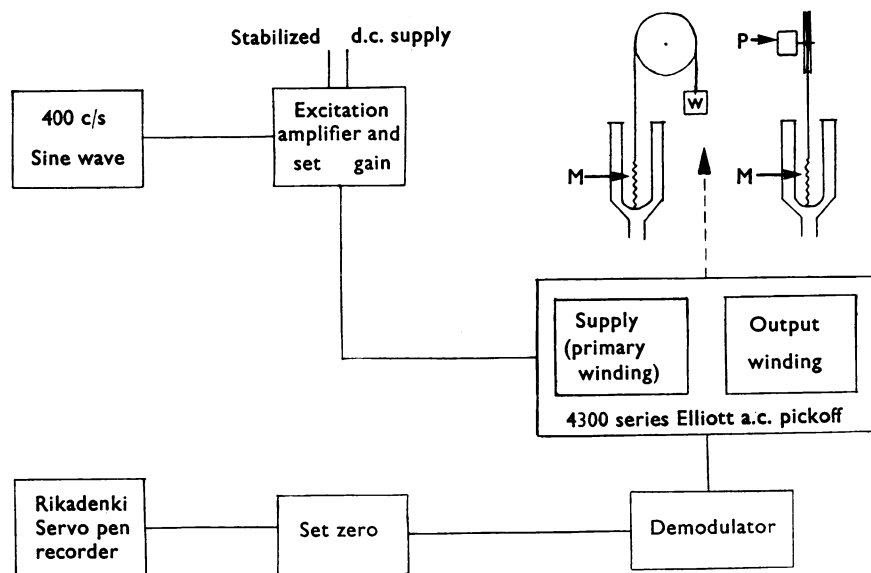 Stabilized d.c. supply
400 c/s
Sine wave
Excitation
amplifier and
set gain
W
M
P
M
Supply
(primary
winding)
Output
winding
4300 series Elliott a.c. pickoff
Rikadenki
Servo pen
recorder
Set zero
Demodulator